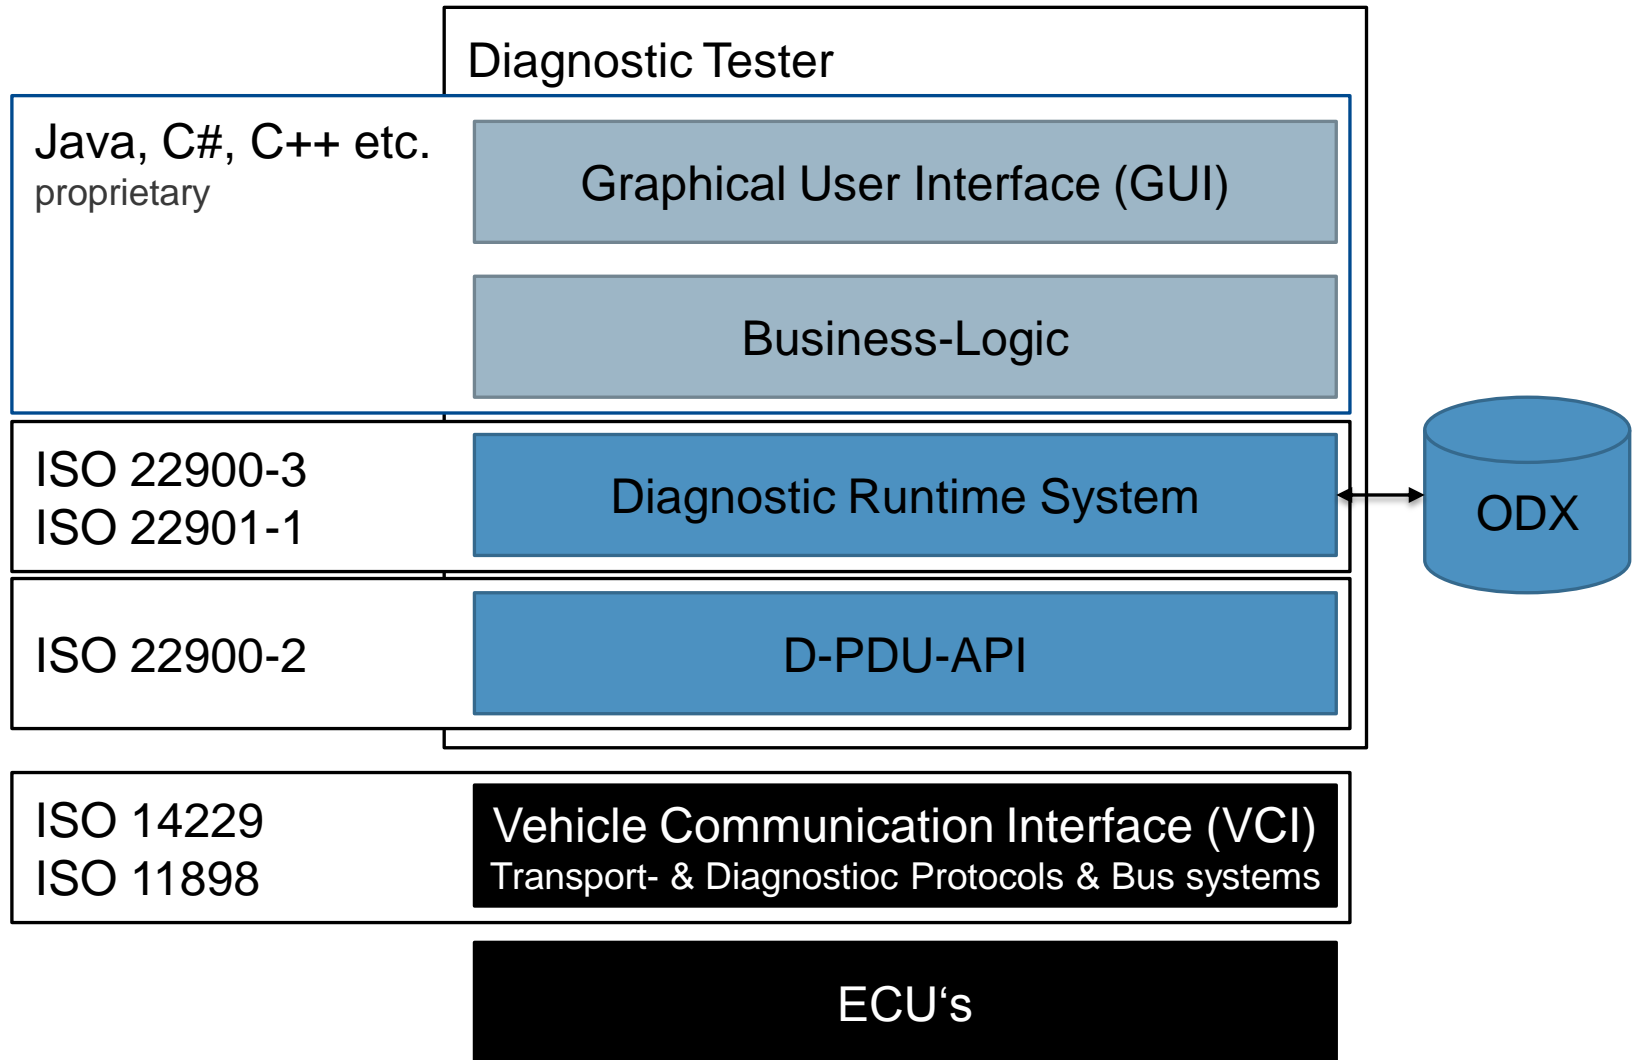 Diagnostic Tester
Java, C#, C++ etc.
proprietary
Graphical User Interface (GUI)
Business-Logic
ISO 22900-3
ISO 22901-1
Diagnostic Runtime System
ODX
ISO 22900-2
D-PDU-API
ISO 14229
ISO 11898
Vehicle Communication Interface (VCI)
Transport- & Diagnostioc Protocols & Bus systems
ECU‘s